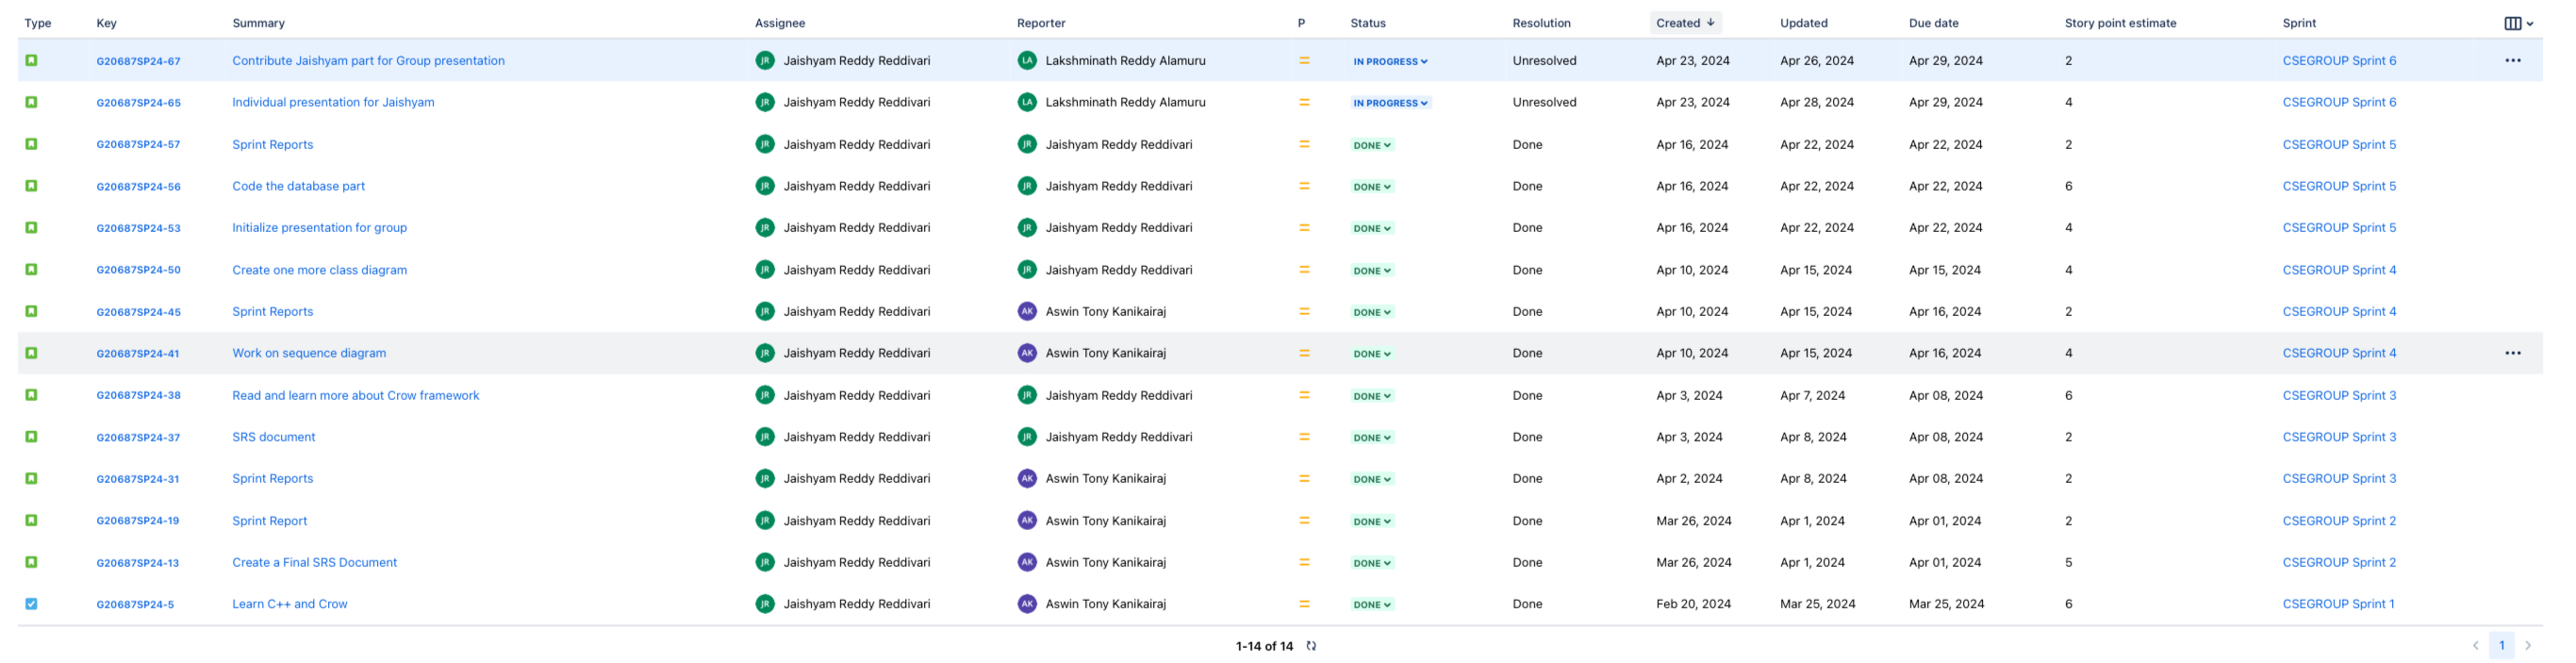 Type Key Summary Assignee Reporter P Status Resolution Created Updated Due date Story point estimate Sprint
G20687SP24-67 Contribute Jaishyam part for Group presentation JR Jaishyam Reddy Reddivari LA Lakshminath Reddy Alamuru IN PROGRESS Unresolved Apr 23, 2024 Apr 26, 2024 Apr 29, 2024 2 CSEGROUP Sprint 6
G20687SP24-65 Individual presentation for Jaishyam JR Jaishyam Reddy Reddivari LA Lakshminath Reddy Alamuru IN PROGRESS Unresolved Apr 23, 2024 Apr 28, 2024 Apr 29, 2024 4 CSEGROUP Sprint 6
G20687SP24-57 Sprint Reports JR Jaishyam Reddy Reddivari JR Jaishyam Reddy Reddivari DONE Done Apr 16, 2024 Apr 22, 2024 Apr 22, 2024 2 CSEGROUP Sprint 5
G20687SP24-56 Code the database part JR Jaishyam Reddy Reddivari JR Jaishyam Reddy Reddivari DONE Done Apr 16, 2024 Apr 22, 2024 Apr 22, 2024 6 CSEGROUP Sprint 5
G20687SP24-53 Initialize presentation for group JR Jaishyam Reddy Reddivari JR Jaishyam Reddy Reddivari DONE Done Apr 16, 2024 Apr 22, 2024 Apr 22, 2024 4 CSEGROUP Sprint 5
G20687SP24-50 Create one more class diagram JR Jaishyam Reddy Reddivari JR Jaishyam Reddy Reddivari DONE Done Apr 10, 2024 Apr 15, 2024 Apr 15, 2024 4 CSEGROUP Sprint 4
G20687SP24-45 Sprint Reports JR Jaishyam Reddy Reddivari AK Aswin Tony Kanikairaj DONE Done Apr 10, 2024 Apr 15, 2024 Apr 16, 2024 2 CSEGROUP Sprint 4
G20687SP24-41 Work on sequence diagram JR Jaishyam Reddy Reddivari AK Aswin Tony Kanikairaj DONE Done Apr 10, 2024 Apr 15, 2024 Apr 16, 2024 4 CSEGROUP Sprint 4
G20687SP24-38 Read and learn more about Crow framework JR Jaishyam Reddy Reddivari JR Jaishyam Reddy Reddivari DONE Done Apr 3, 2024 Apr 7, 2024 Apr 08, 2024 6 CSEGROUP Sprint 3
G20687SP24-37 SRS document JR Jaishyam Reddy Reddivari JR Jaishyam Reddy Reddivari DONE Done Apr 3, 2024 Apr 8, 2024 Apr 08, 2024 2 CSEGROUP Sprint 3
G20687SP24-31 Sprint Reports JR Jaishyam Reddy Reddivari AK Aswin Tony Kanikairaj DONE Done Apr 2, 2024 Apr 8, 2024 Apr 08, 2024 2 CSEGROUP Sprint 3
G20687SP24-19 Sprint Report JR Jaishyam Reddy Reddivari AK Aswin Tony Kanikairaj DONE Done Mar 26, 2024 Apr 1, 2024 Apr 01, 2024 2 CSEGROUP Sprint 2
G20687SP24-13 Create a Final SRS Document JR Jaishyam Reddy Reddivari AK Aswin Tony Kanikairaj DONE Done Mar 26, 2024 Apr 1, 2024 Apr 01, 2024 5 CSEGROUP Sprint 2
G20687SP24-5 Learn C++ and Crow JR Jaishyam Reddy Reddivari AK Aswin Tony Kanikairaj DONE Done Feb 20, 2024 Mar 25, 2024 Mar 25, 2024 6 CSEGROUP Sprint 1
1-14 of 14 1